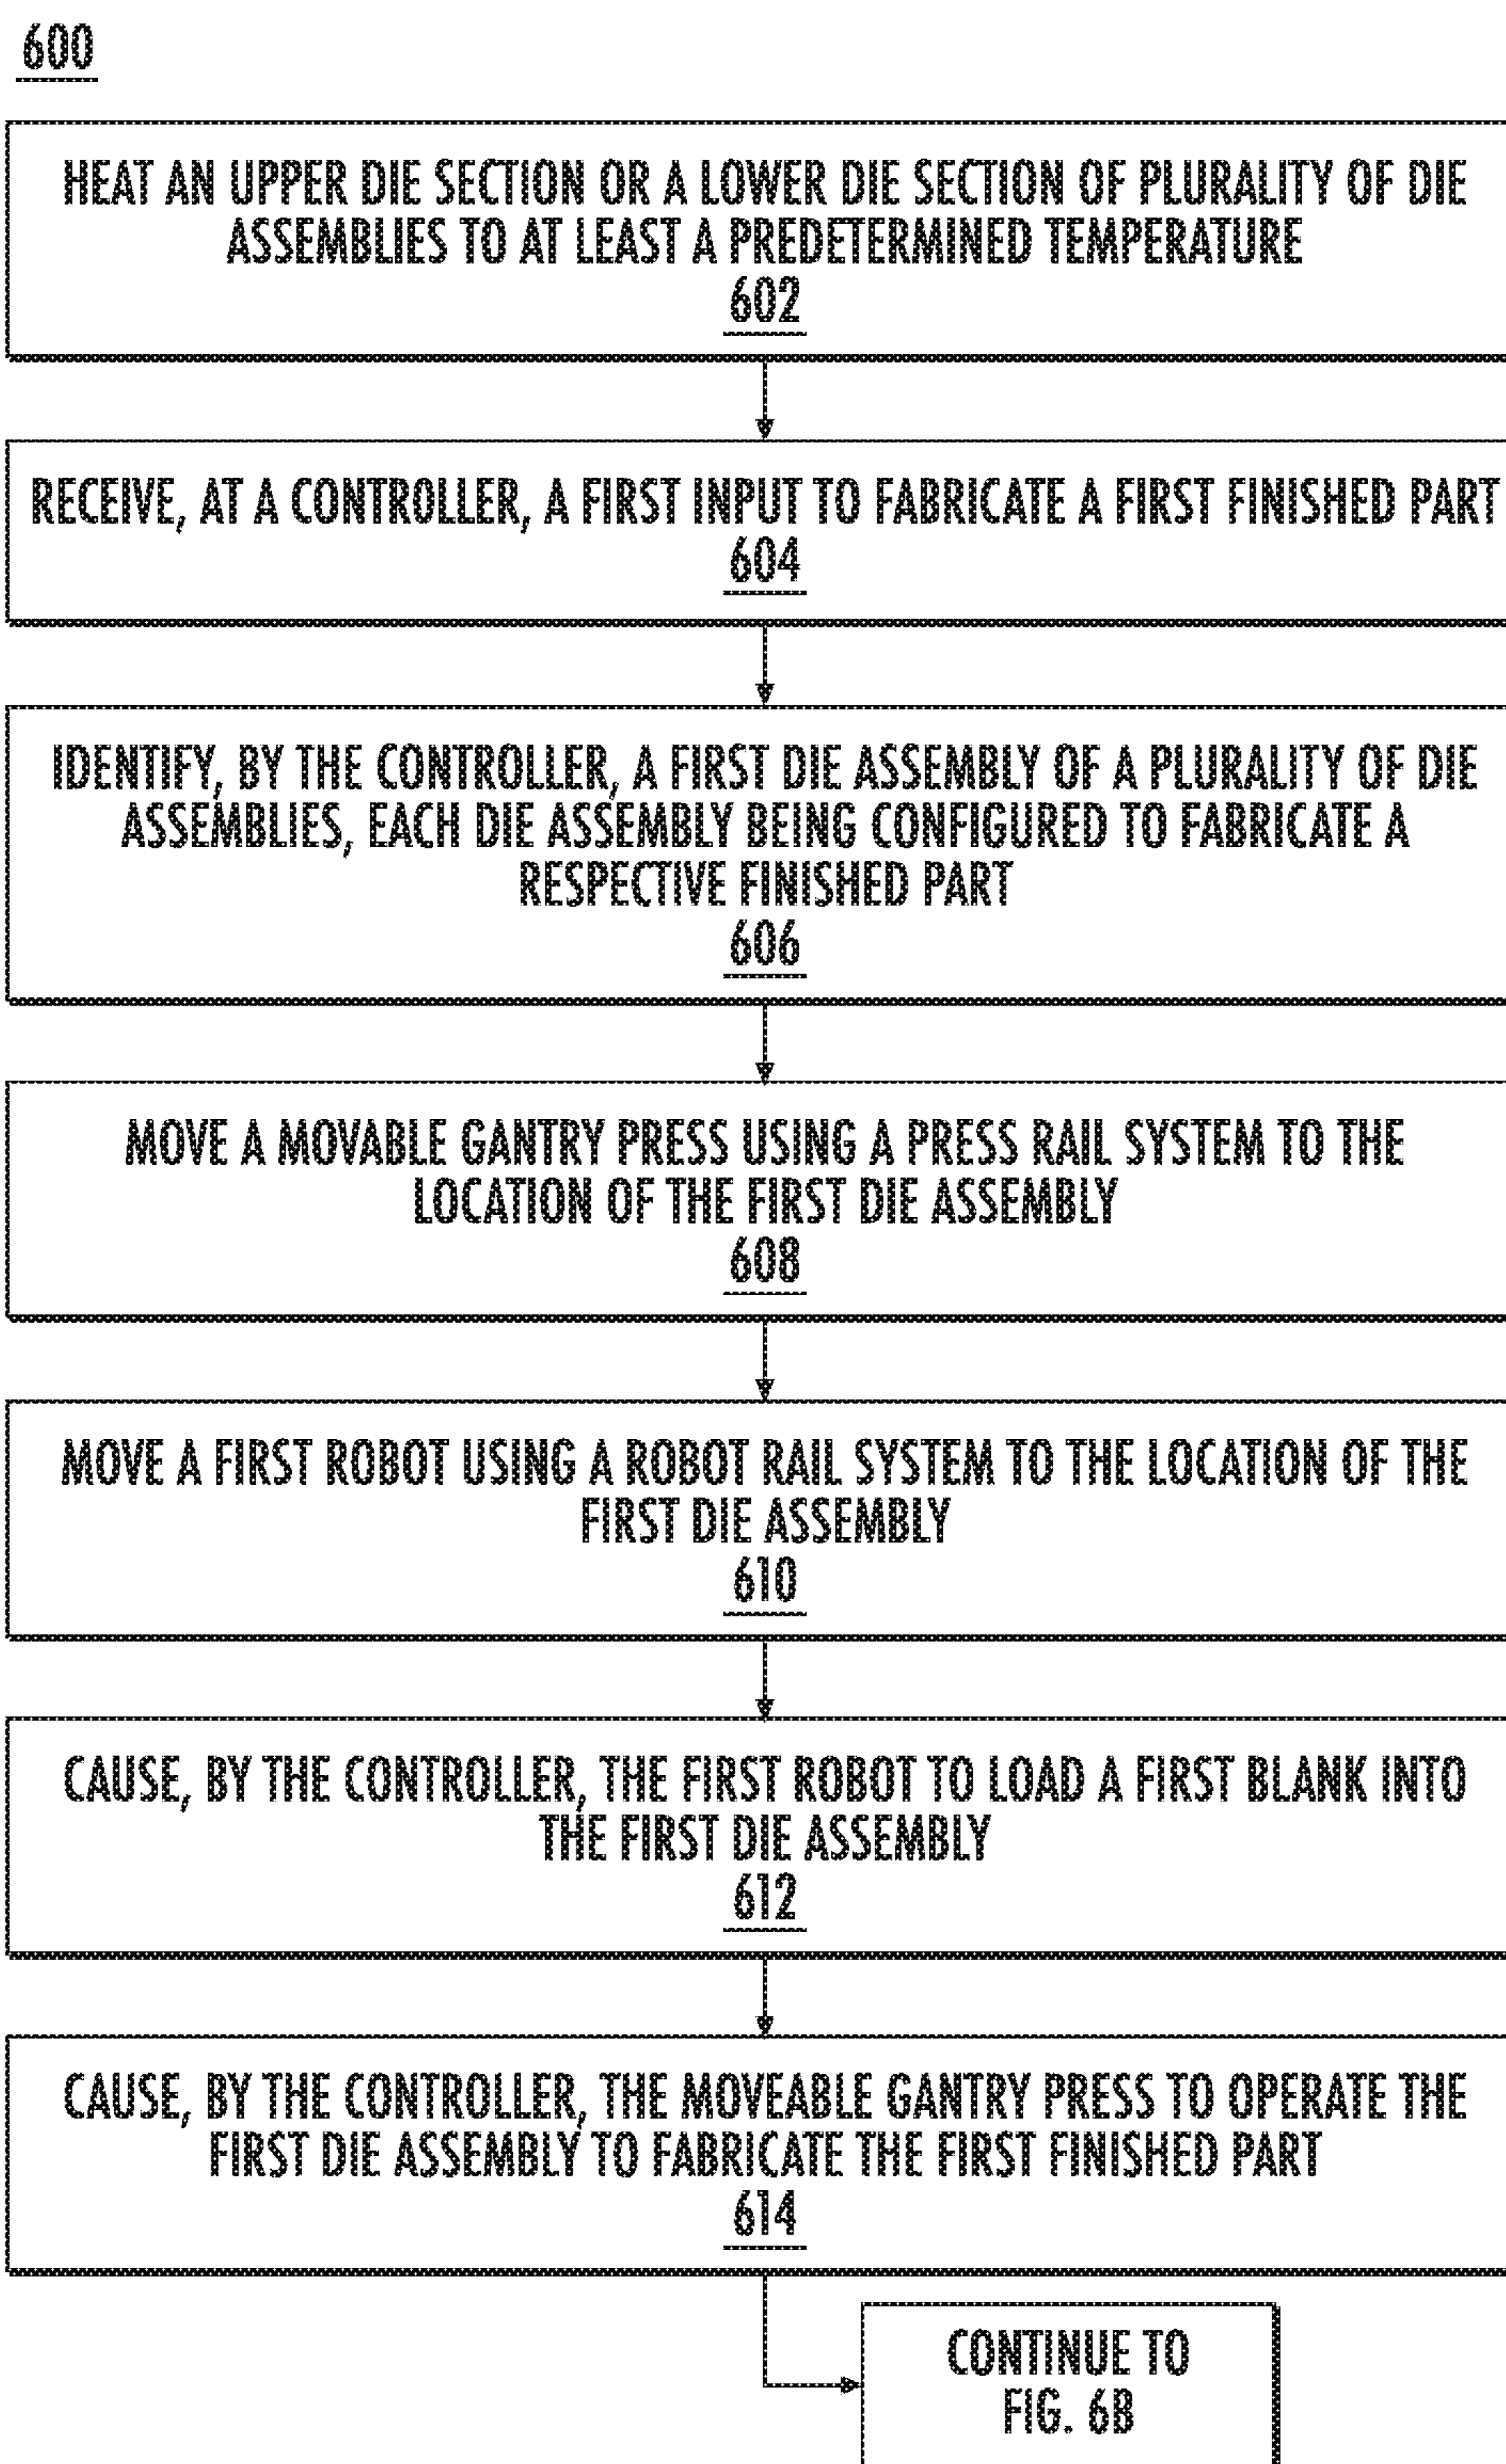 600
HEAT AN UPPER DIE SECTION OR A LOWER DIE SECTION OF PLURALITY OF DIE
ASSEMBLIES TO AT LEAST A PREDETERMINED TEMPERATURE
602
RECEIVE, AT A CONTROLLER, A FIRST INPUT TO FABRICATE A FIRST FINISHED PART
604
IDENTIFY, BY THE CONTROLLER, A FIRST DIE ASSEMBLY OF A PLURALITY OF DIE
ASSEMBLIES, EACH DIE ASSEMBLY BEING CONFIGURED TO FABRICATE A
RESPECTIVE FINISHED PART
606
MOVE A MOVABLE GANTRY PRESS USING A PRESS RAIL SYSTEM TO THE
LOCATION OF THE FIRST DIE ASSEMBLY
608
MOVE A FIRST ROBOT USING A ROBOT RAIL SYSTEM TO THE LOCATION OF THE
FIRST DIE ASSEMBLY
610
CAUSE, BY THE CONTROLLER, THE FIRST ROBOT TO LOAD A FIRST BLANK INTO
THE FIRST DIE ASSEMBLY
612
CAUSE, BY THE CONTROLLER, THE MOVEABLE GANTRY PRESS TO OPERATE THE
FIRST DIE ASSEMBLY TO FABRICATE THE FIRST FINISHED PART
614
CONTINUE TO
FIG. 6B